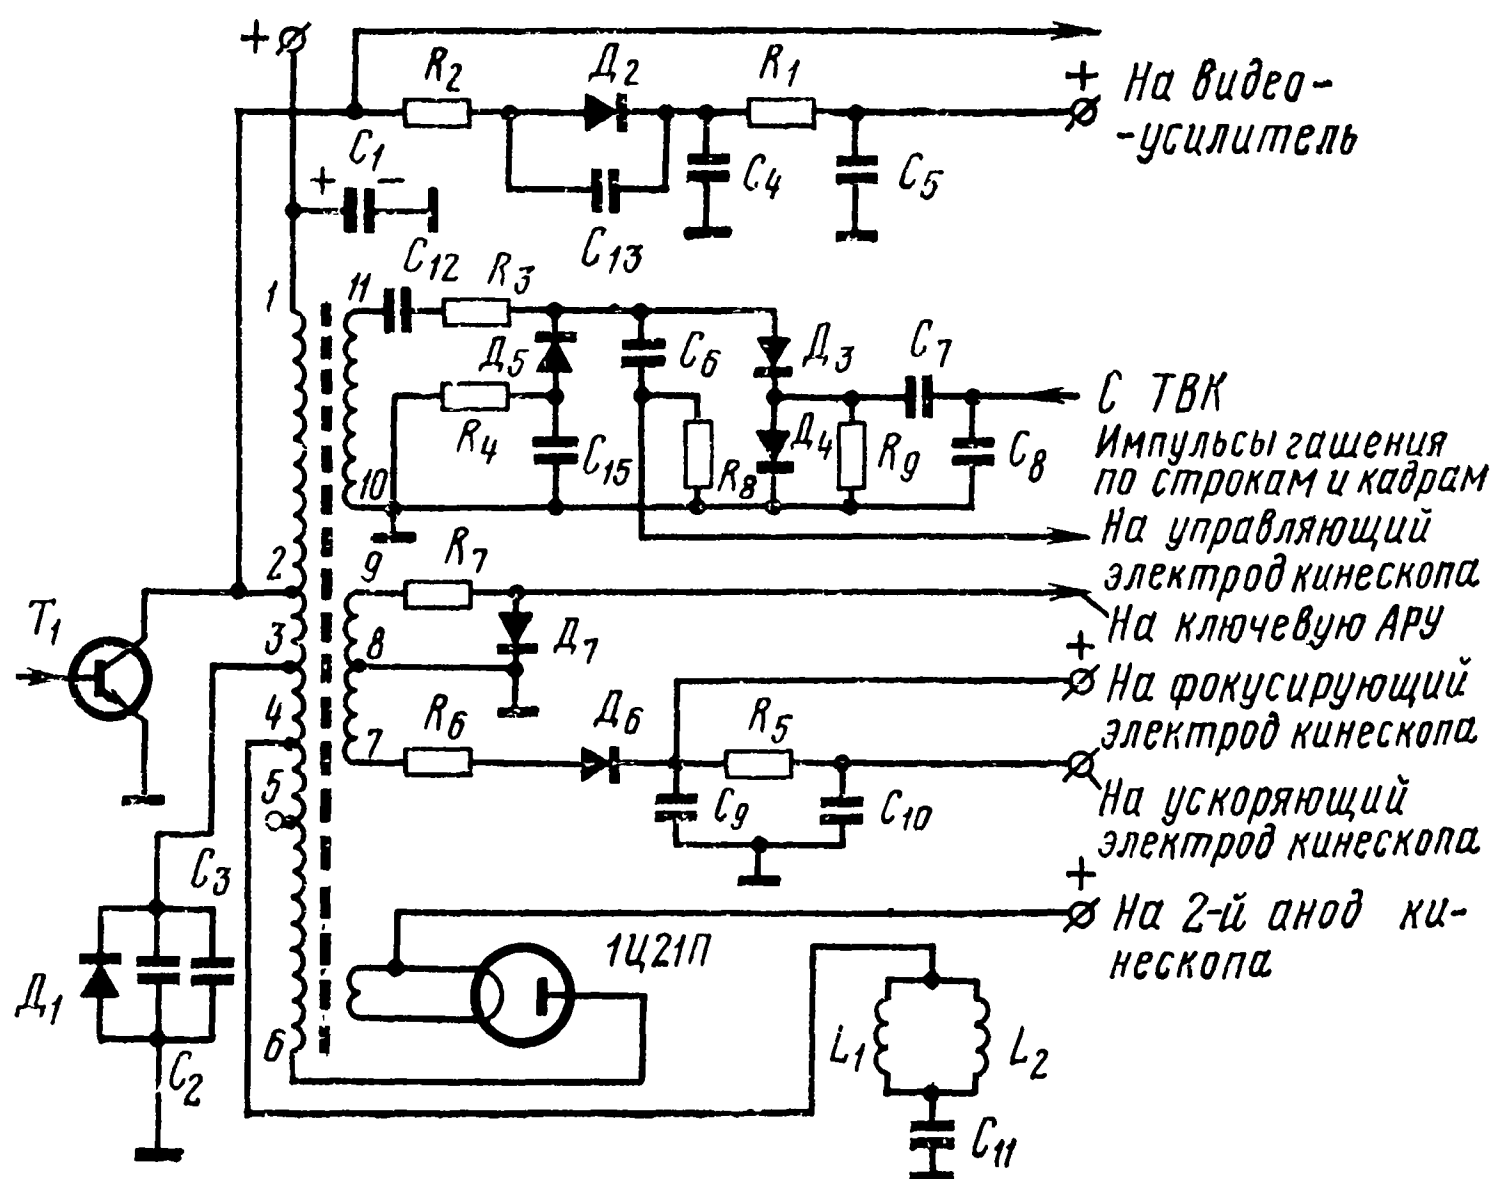 +
R2
Д2
R1
+
На видео-
-усилитель
C1
+ −
C4
C5
C13
C12
R3
1
11
Д5
C6
Д3
C7
С ТВК
R4
C15
R8
Д4
R9
C8
Импульсы гашения
по строкам и кадрам
10
На управляющий
электрод кинескопа
2
9
R7
На ключевую АРУ
T1
3
8
Д7
+
На фокусирующий
электрод кинескопа
4
7
R6
Д6
R5
5
C9
C10
На ускоряющий
электрод кинескопа
C3
+
На 2-й анод ки-
нескопа
1Ц21П
Д1
6
C2
L1
L2
C11